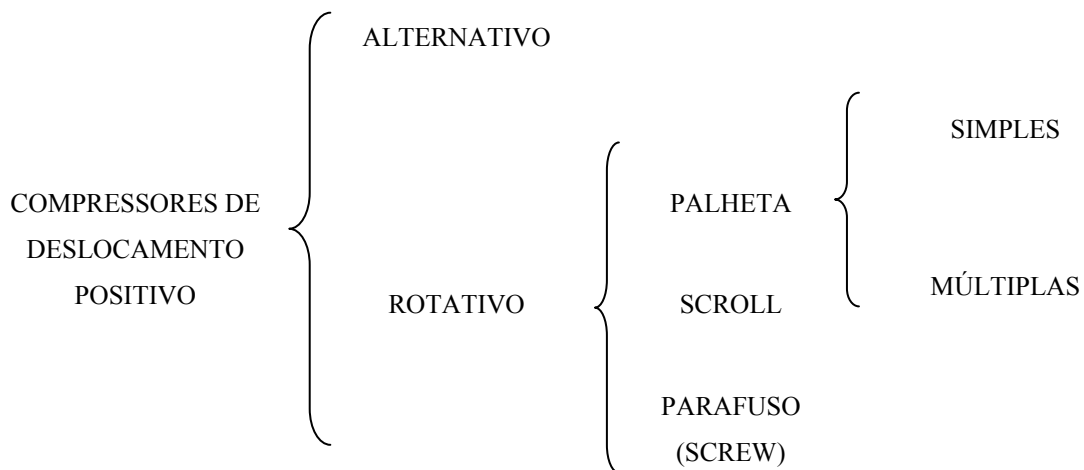 COMPRESSORES DE
DESLOCAMENTO
POSITIVO
ALTERNATIVO
ROTATIVO
PALHETA
SCROLL
PARAFUSO
(SCREW)
SIMPLES
MÚLTIPLAS